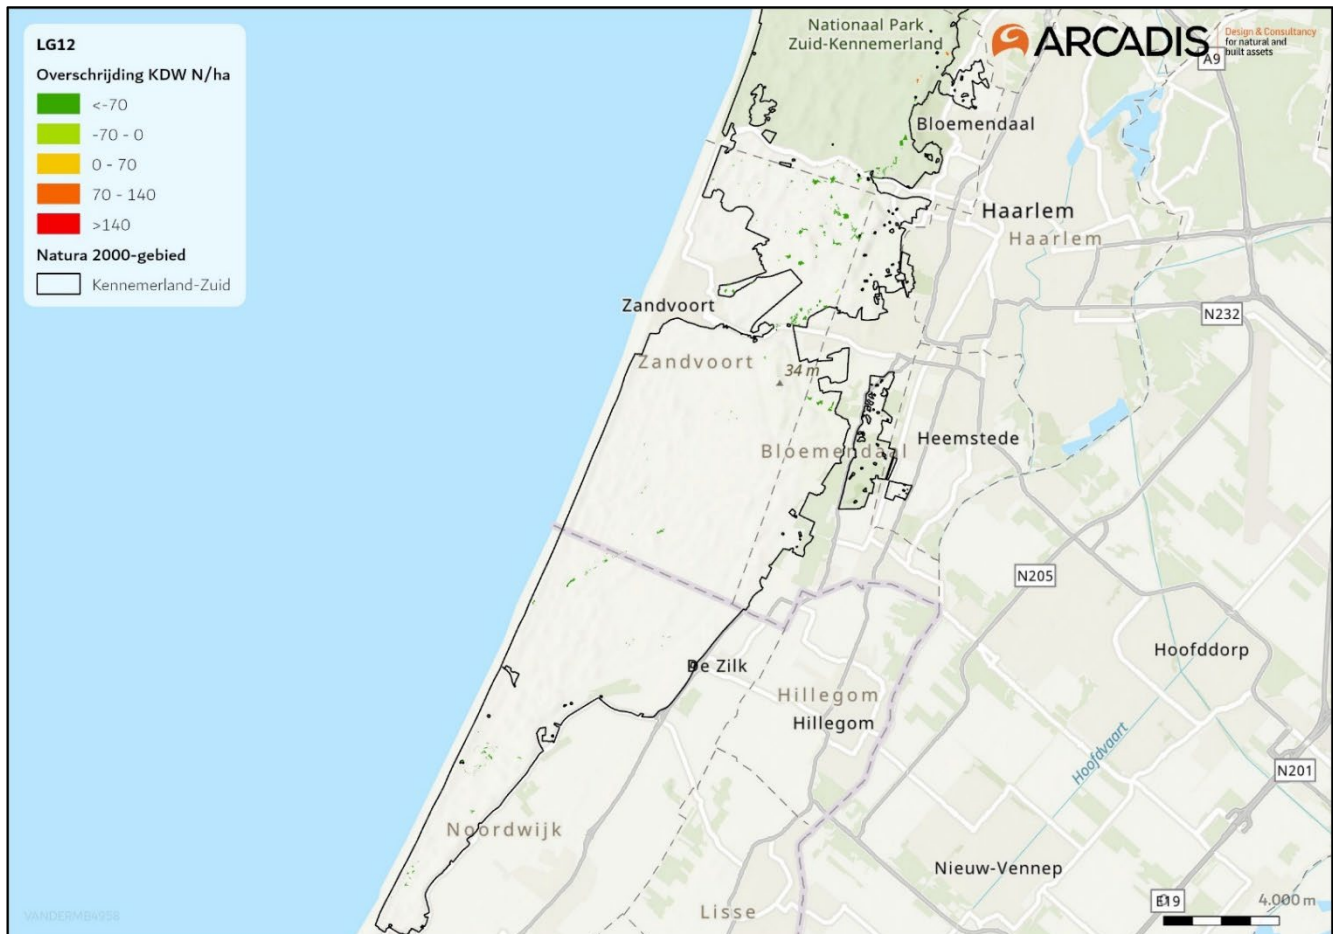 LG12
Overschrijding KDW N/ha
<-70
-70 - 0
0 - 70
70 - 140
>140
Natura 2000-gebied
Kennemerland-Zuid
Nationaal Park
Zuid-Kennemerland
ARCADIS
Design & Consultancy
for natural and
built assets
A9
Bloemendaal
Haarlem
Haarlem
Zandvoort
N232
Zandvoort
34 m
Bloemendaal
Heemstede
N205
De Zilk
Hoofddorp
Hillegom
Hillegom
Hoofdvaart
N201
Noordwijk
Nieuw-Vennep
Lisse
E19
4.000 m
VANDERMB4958